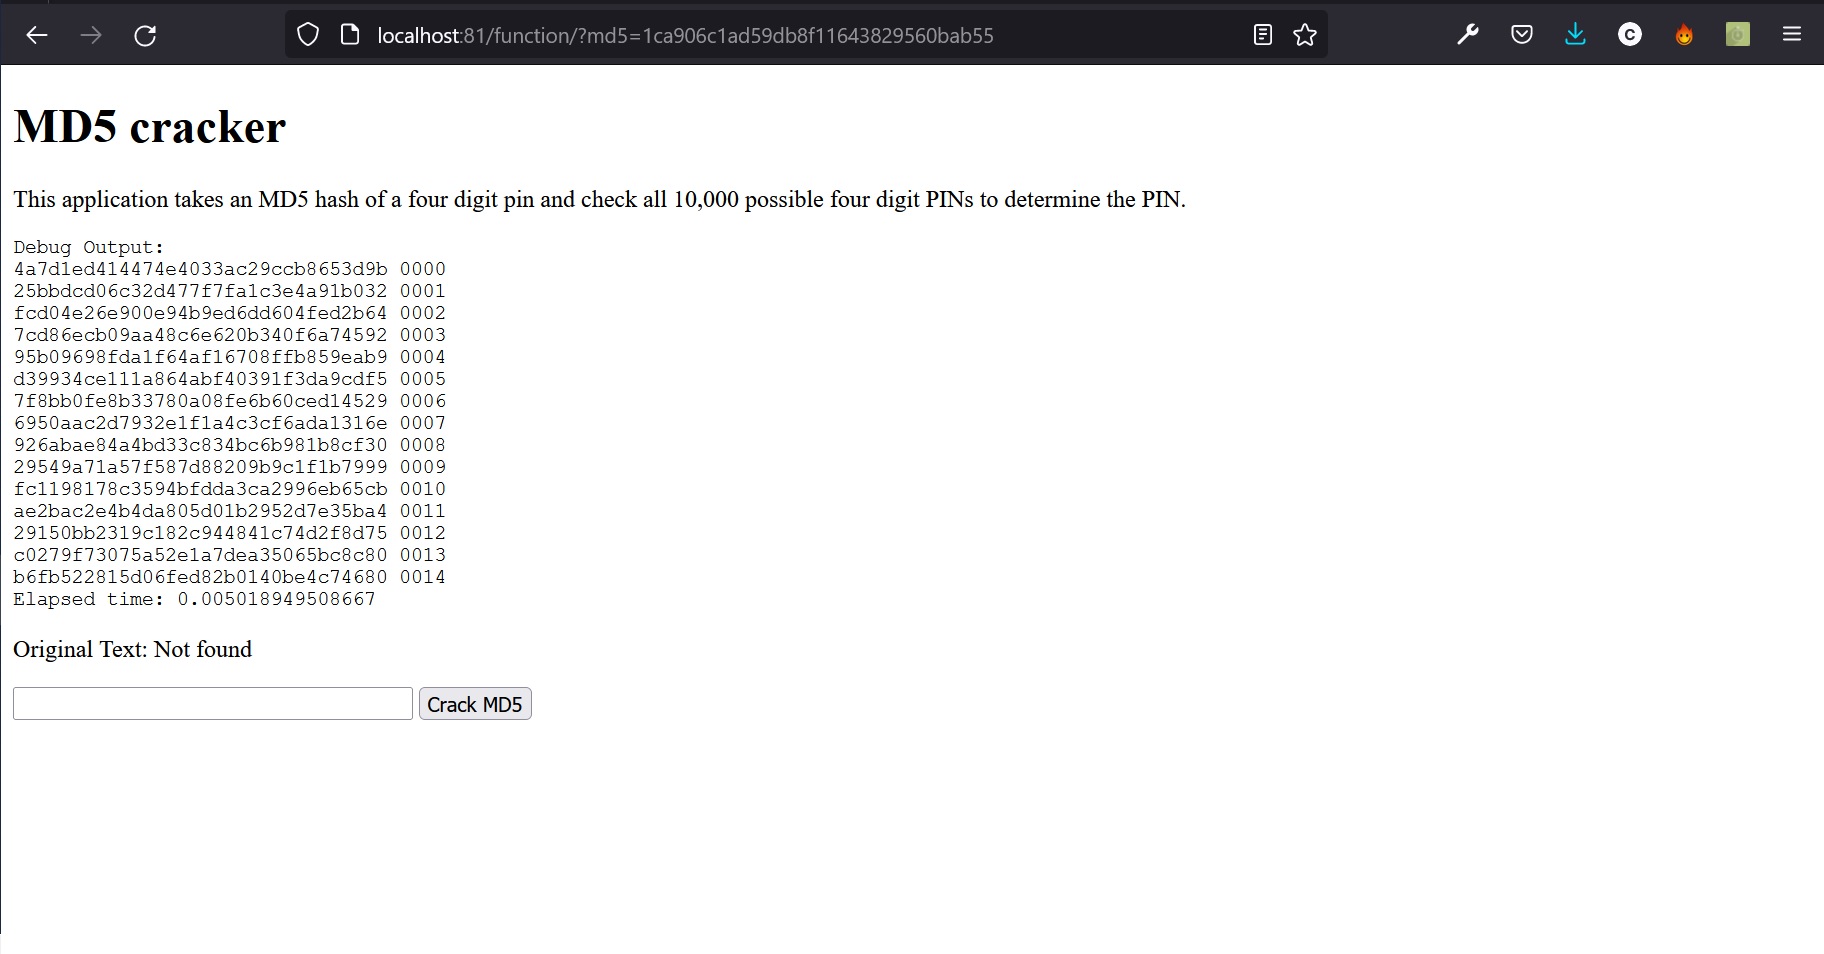 localhost:81/function/?md5=1ca906c1ad59db8f11643829560bab55
C
MD5 cracker
This application takes an MD5 hash of a four digit pin and check all 10,000 possible four digit PINs to determine the PIN.
Debug Output:
4a7d1ed414474e4033ac29ccb8653d9b 0000
25bbdcd06c32d477f7fa1c3e4a91b032 0001
fcd04e26e900e94b9ed6dd604fed2b64 0002
7cd86ecb09aa48c6e620b340f6a74592 0003
95b09698fda1f64af16708ffb859eab9 0004
d39934ce111a864abf40391f3da9cdf5 0005
7f8bb0fe8b33780a08fe6b60ced14529 0006
6950aac2d7932e1f1a4c3cf6ada1316e 0007
926abae84a4bd33c834bc6b981b8cf30 0008
29549a71a57f587d88209b9c1f1b7999 0009
fc1198178c3594bfdda3ca2996eb65cb 0010
ae2bac2e4b4da805d01b2952d7e35ba4 0011
29150bb2319c182c944841c74d2f8d75 0012
c0279f73075a52e1a7dea35065bc8c80 0013
b6fb522815d06fed82b0140be4c74680 0014
Elapsed time: 0.005018949508667
Original Text: Not found
Crack MD5